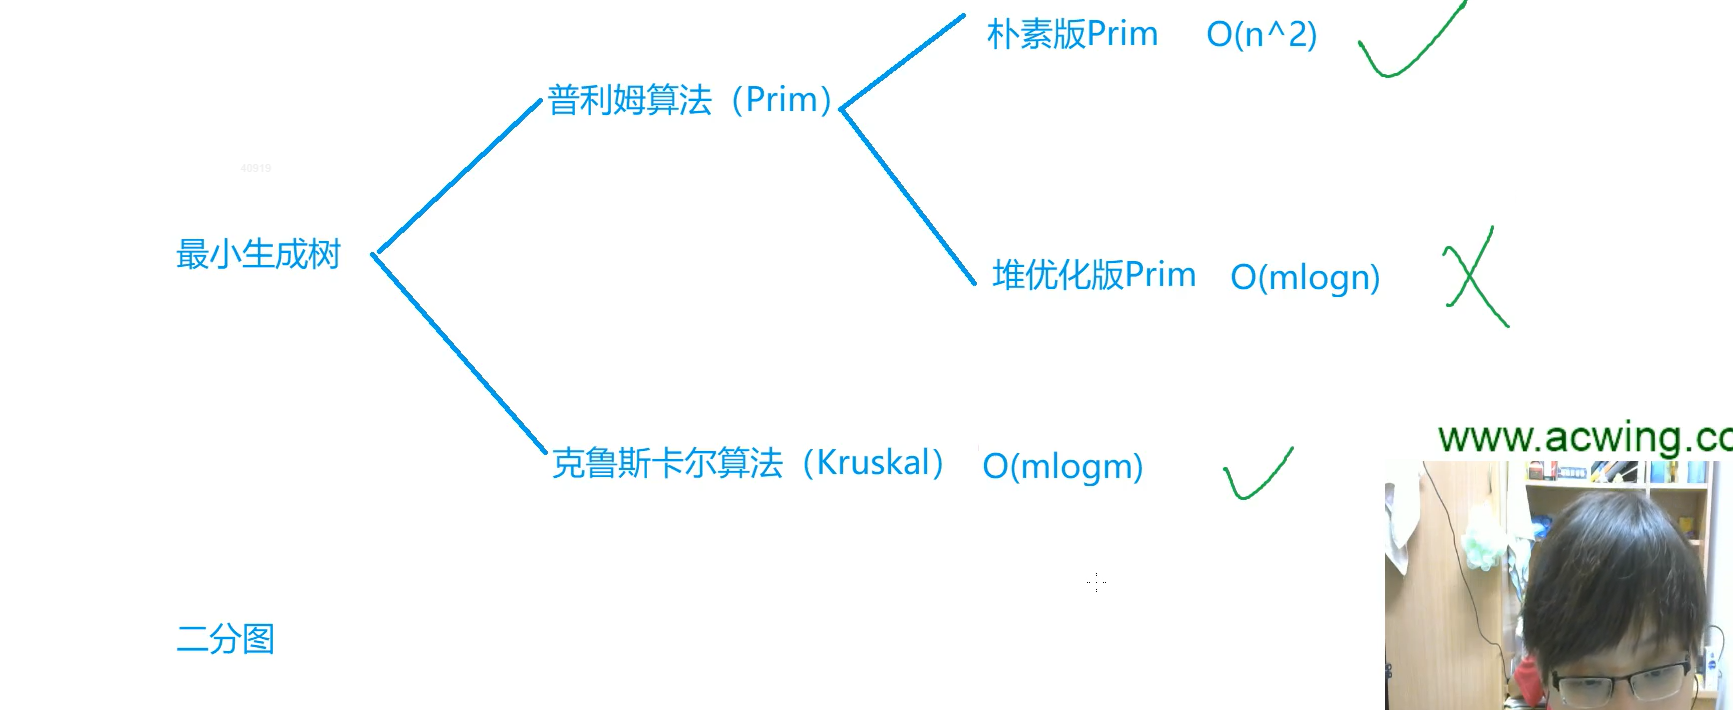 朴素版Prim O(n^2)
普利姆算法（Prim）
40919
最小生成树
堆优化版Prim O(mlogn)
www.acwing.cc
克鲁斯卡尔算法（Kruskal） O(mlogm)
二分图